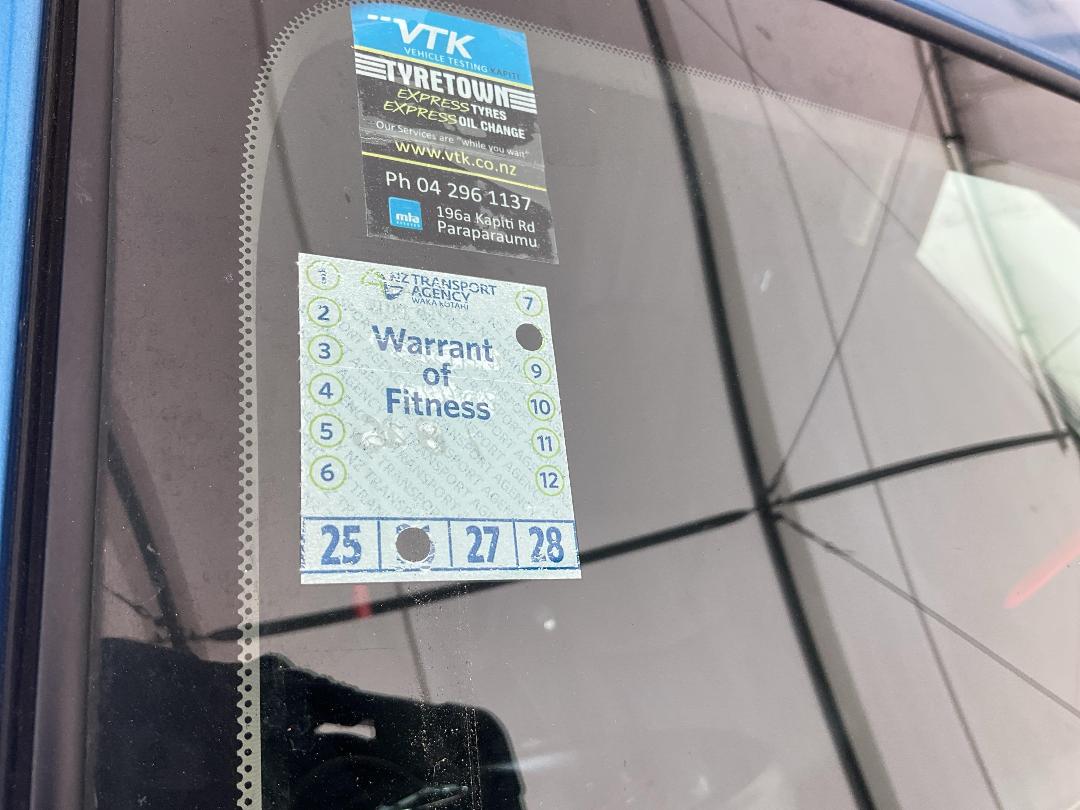 VTK
VEHICLE TESTING KAPITI
TYRETOWN
EXPRESS TYRES
EXPRESS OIL CHANGE
Our Services are "while you wait"
www.vtk.co.nz
Ph 04 296 1137
mta
196a Kapiti Rd
Paraparaumu
NZ TRANSPORT
AGENCY
WAKA KOTAHI
Warrant
of
Fitness
1
2
3
4
5
6
7
9
10
11
12
25 27 28